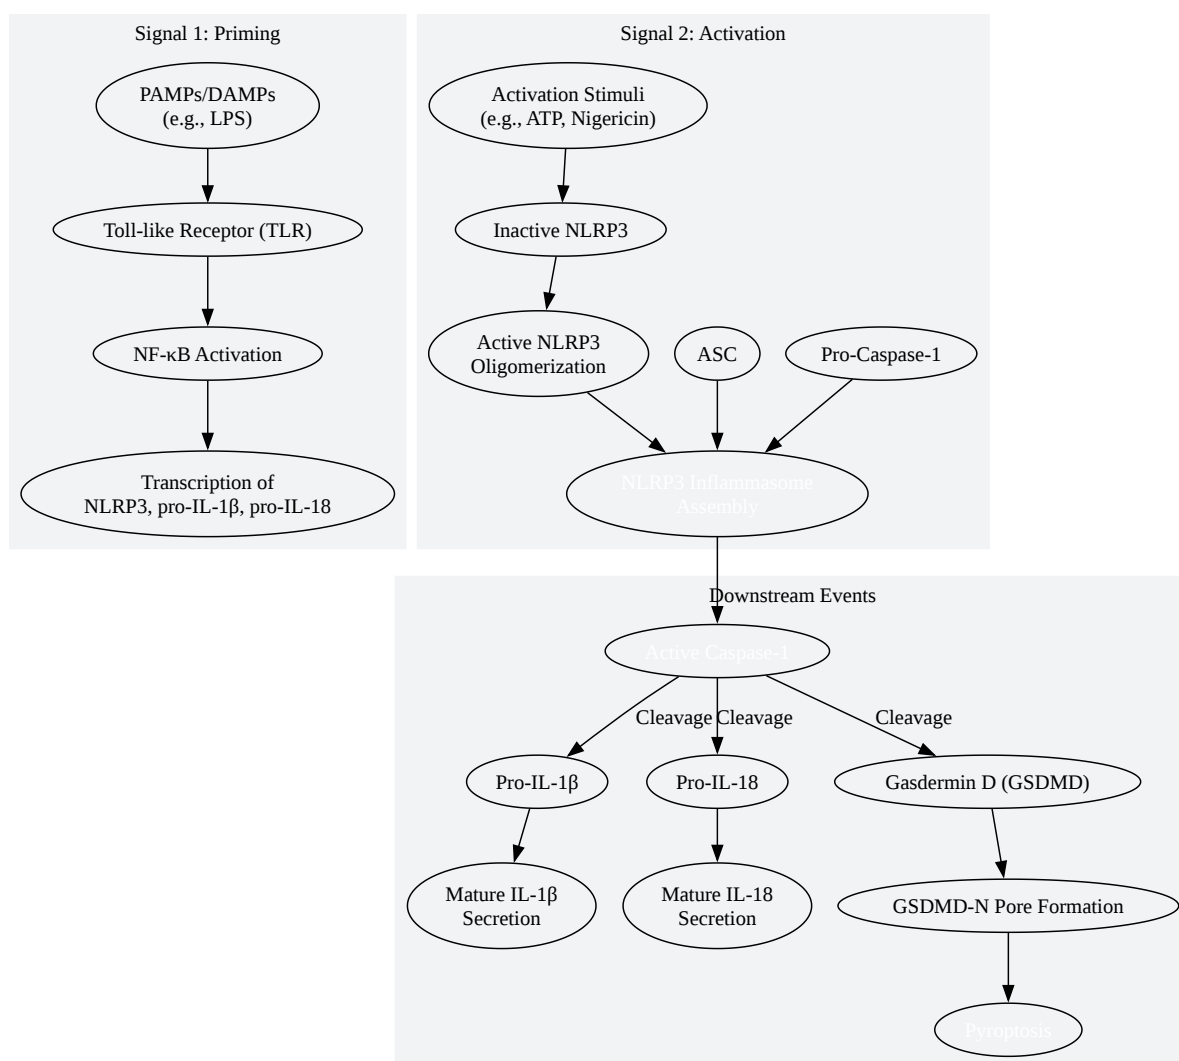 Signal 1: Priming
PAMPs/DAMPs
(e.g., LPS)
Toll-like Receptor (TLR)
NF-κB Activation
Transcription of
NLRP3, pro-IL-1β, pro-IL-18
Signal 2: Activation
Activation Stimuli
(e.g., ATP, Nigericin)
Inactive NLRP3
Active NLRP3
Oligomerization
ASC
Pro-Caspase-1
NLRP3 Inflammasome
Assembly
Downstream Events
Active Caspase-1
Cleavage
Cleavage
Cleavage
Pro-IL-1β
Pro-IL-18
Gasdermin D (GSDMD)
Mature IL-1β
Secretion
Mature IL-18
Secretion
GSDMD-N Pore Formation
Pyroptosis